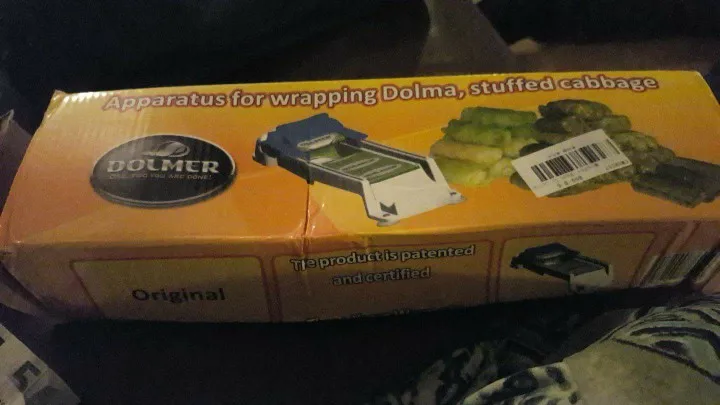 Apparatus for wrapping Dolma, stuffed cabbage
DOLMER
Original
The product is patented
and certified